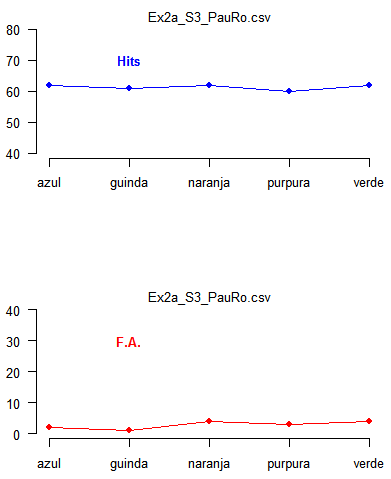 Ex2a_S3_PauRo.csv
80
70
60
50
40
Hits
azul guinda naranja purpura verde
Ex2a_S3_PauRo.csv
40
30
20
10
0
F.A.
azul guinda naranja purpura verde